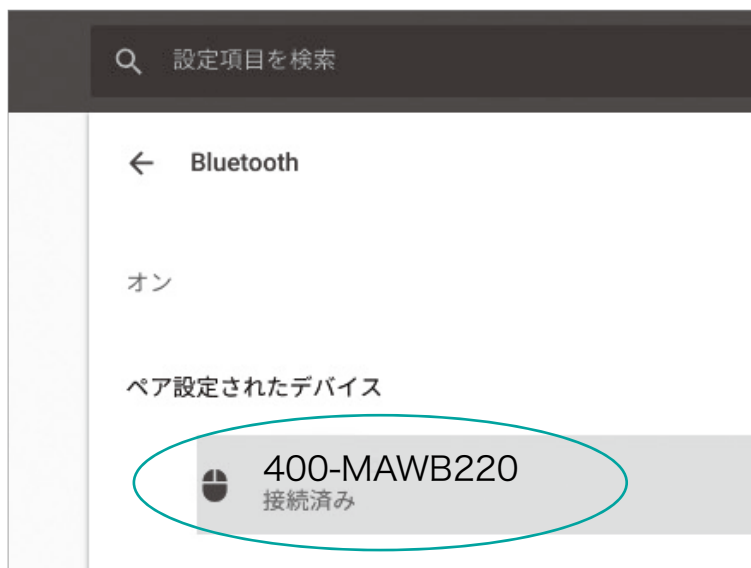 設定項目を検索
Bluetooth
オン
ペア設定されたデバイス
400-MAWB220
接続済み